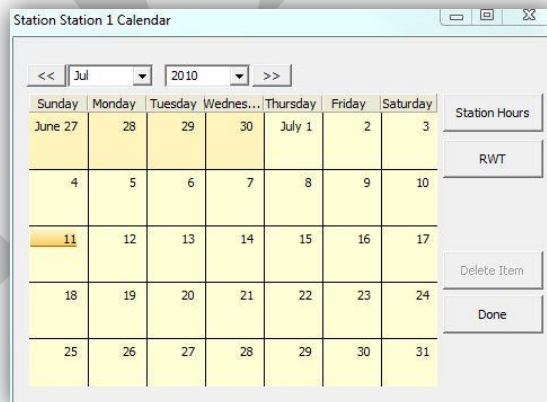 Station Station 1 Calendar
<< Jul 2010 >>
Sunday Monday Tuesday Wednes... Thursday Friday Saturday
Station Hours
June 27 28 29 30 July 1 2 3
RWT
4 5 6 7 8 9 10
11 12 13 14 15 16 17
Delete Item
18 19 20 21 22 23 24
Done
25 26 27 28 29 30 31